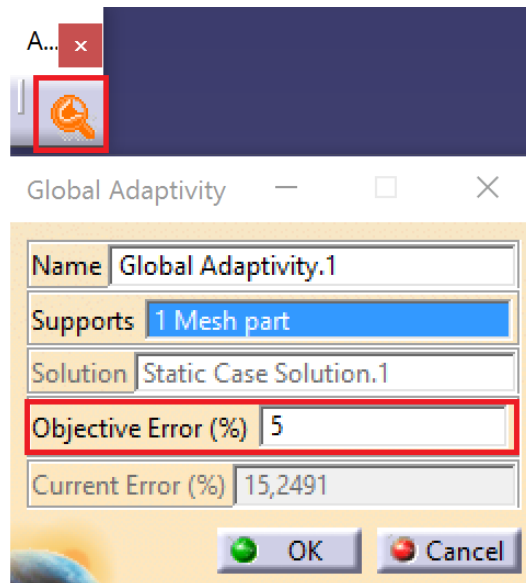 A...
Global Adaptivity
Name Global Adaptivity.1
Supports 1 Mesh part
Solution Static Case Solution.1
Objective Error (%) 5
Current Error (%) 15,2491
OK Cancel